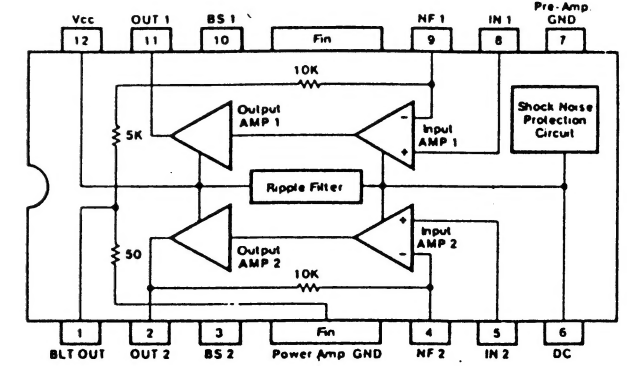 Vcc OUT 1 BS 1 NF 1 IN 1 Pre-Amp. GND
12 11 10 Fin 9 8 7
10K
Output
AMP 1
Input
AMP 1
Shock Noise
Protection
Circuit
5K
Ripple Filter
50
Output
AMP 2
Input
AMP 2
10K
1 2 3 Fin 4 5 6
BLT OUT OUT 2 BS 2 Power Amp GND NF 2 IN 2 DC